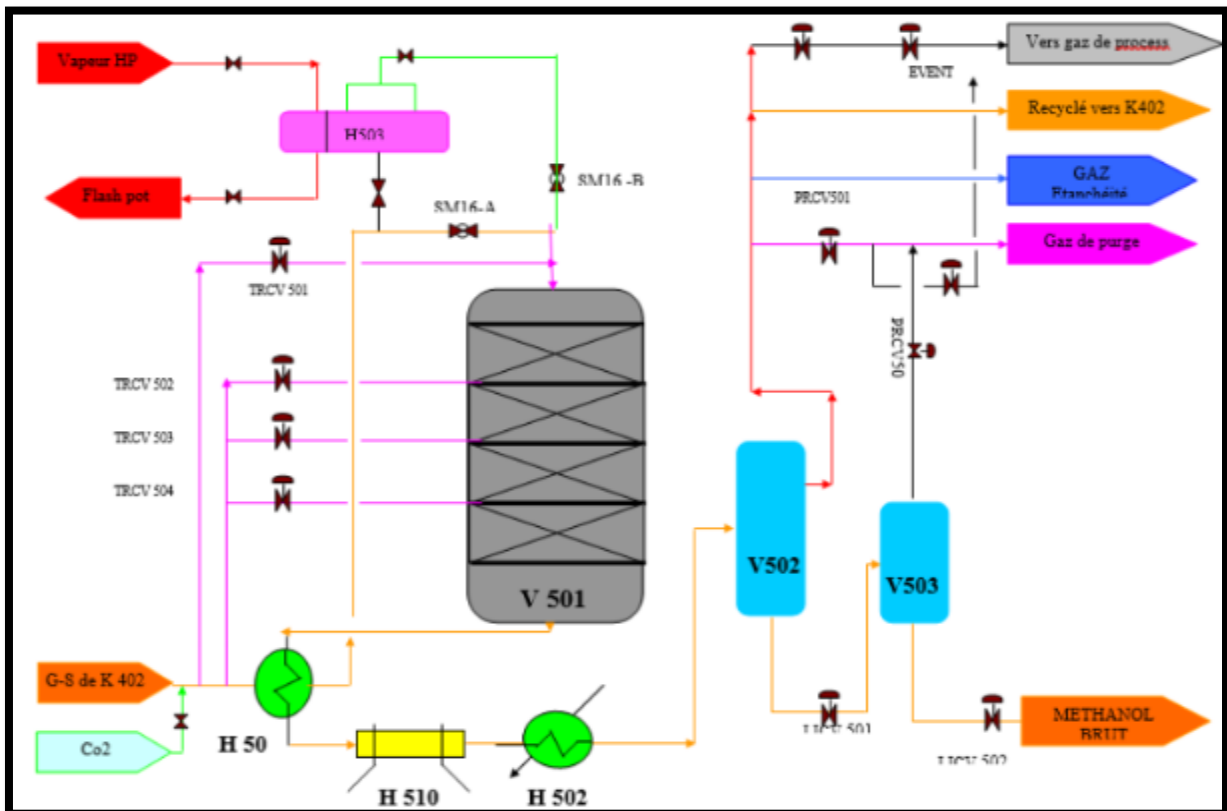 Vapeur HP
H503
Flash pot
SM16 -B
SM16-A
TRCV 501
TRCV 502
TRCV 503
TRCV 504
V 501
G-S de K 402
Co2
H 50
H 510
H 502
V502
V503
PRCV501
PRCV50
EVENT
Vers gaz de process
Recyclé vers K402
GAZ
Etanchéité
Gaz de purge
METHANOL
BRUT